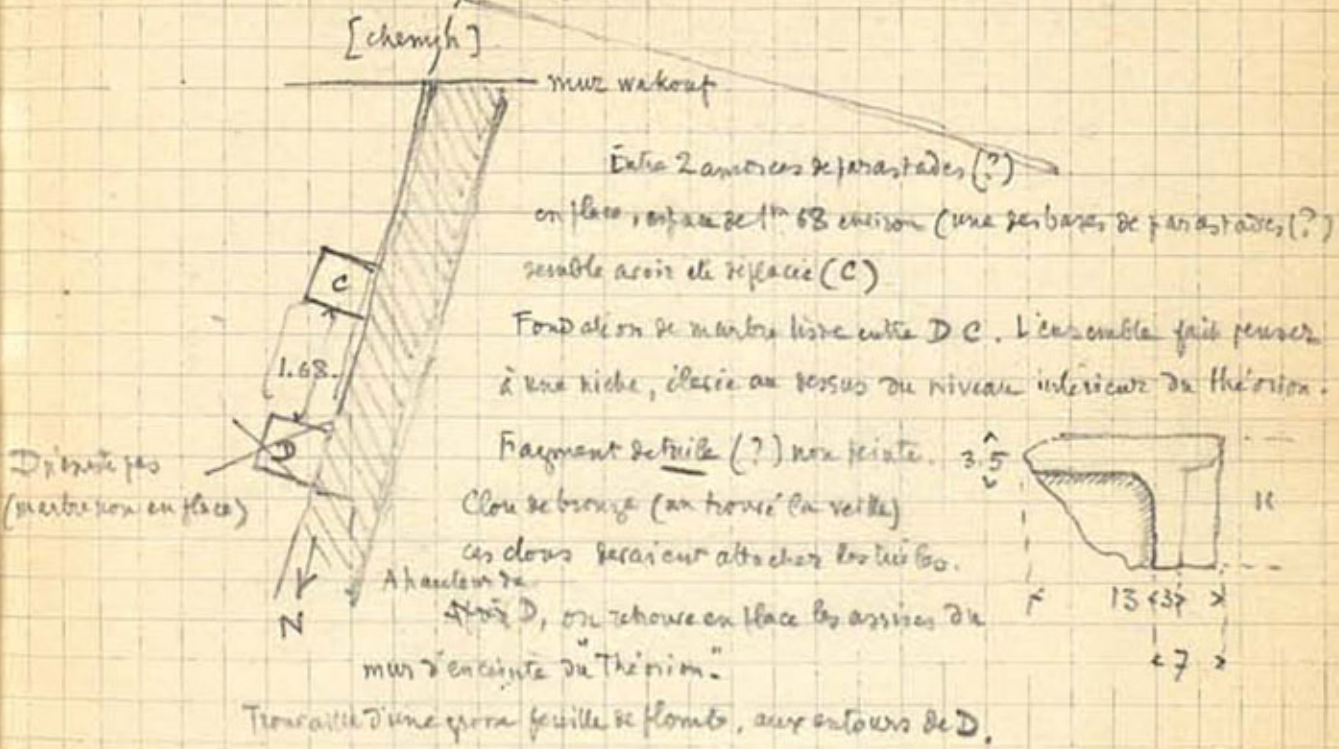 [chemyh]
mur wakouf
Entre 2 amorces de parastades (?)
en place, espace de 1m 68 environ (une des bases de parastades (?)
semble avoir été déplacée (C)
C
Fondation de marbre lisse entre D C. L'ensemble fait penser
1.68.
à une niche, élevée au dessus du niveau intérieur du théorion.
D
D n'existe pas
(marbre non en place)
Fragment de tuile (?) non peinte.
3.5
Clou de bronze (un trouvé la veille)
ces clous devaient attacher les tuiles.
13 3
7
N
A hauteur de
D, on retrouve en place les assises du
mur d'enceinte du "Théorion".
Trouvaille d'une grosse feuille de plomb, aux entours de D.